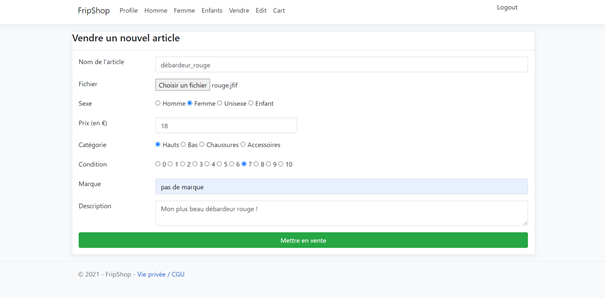 FripShop Profile Homme Femme Enfants Vendre Edit Cart Logout
Vendre un nouvel article
Nom de l'article débardeur_rouge
Fichier Choisir un fichier rouge.jfif
Sexe Homme Femme Unisexe Enfant
Prix (en €) 18
Catégorie Hauts Bas Chaussures Accessoires
Condition 0 1 2 3 4 5 6 7 8 9 10
Marque pas de marque
Description Mon plus beau débardeur rouge !
Mettre en vente
© 2021 - FripShop - Vie privée / CGU